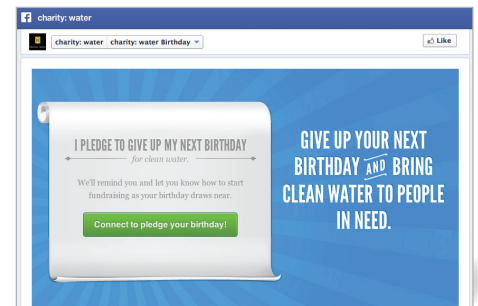 charity: water
charity: water charity: water Birthday
Like
I PLEDGE TO GIVE UP MY NEXT BIRTHDAY
for clean water.
We'll remind you and let you know how to start
fundraising as your birthday draws near.
Connect to pledge your birthday!
GIVE UP YOUR NEXT
BIRTHDAY AND BRING
CLEAN WATER TO PEOPLE
IN NEED.